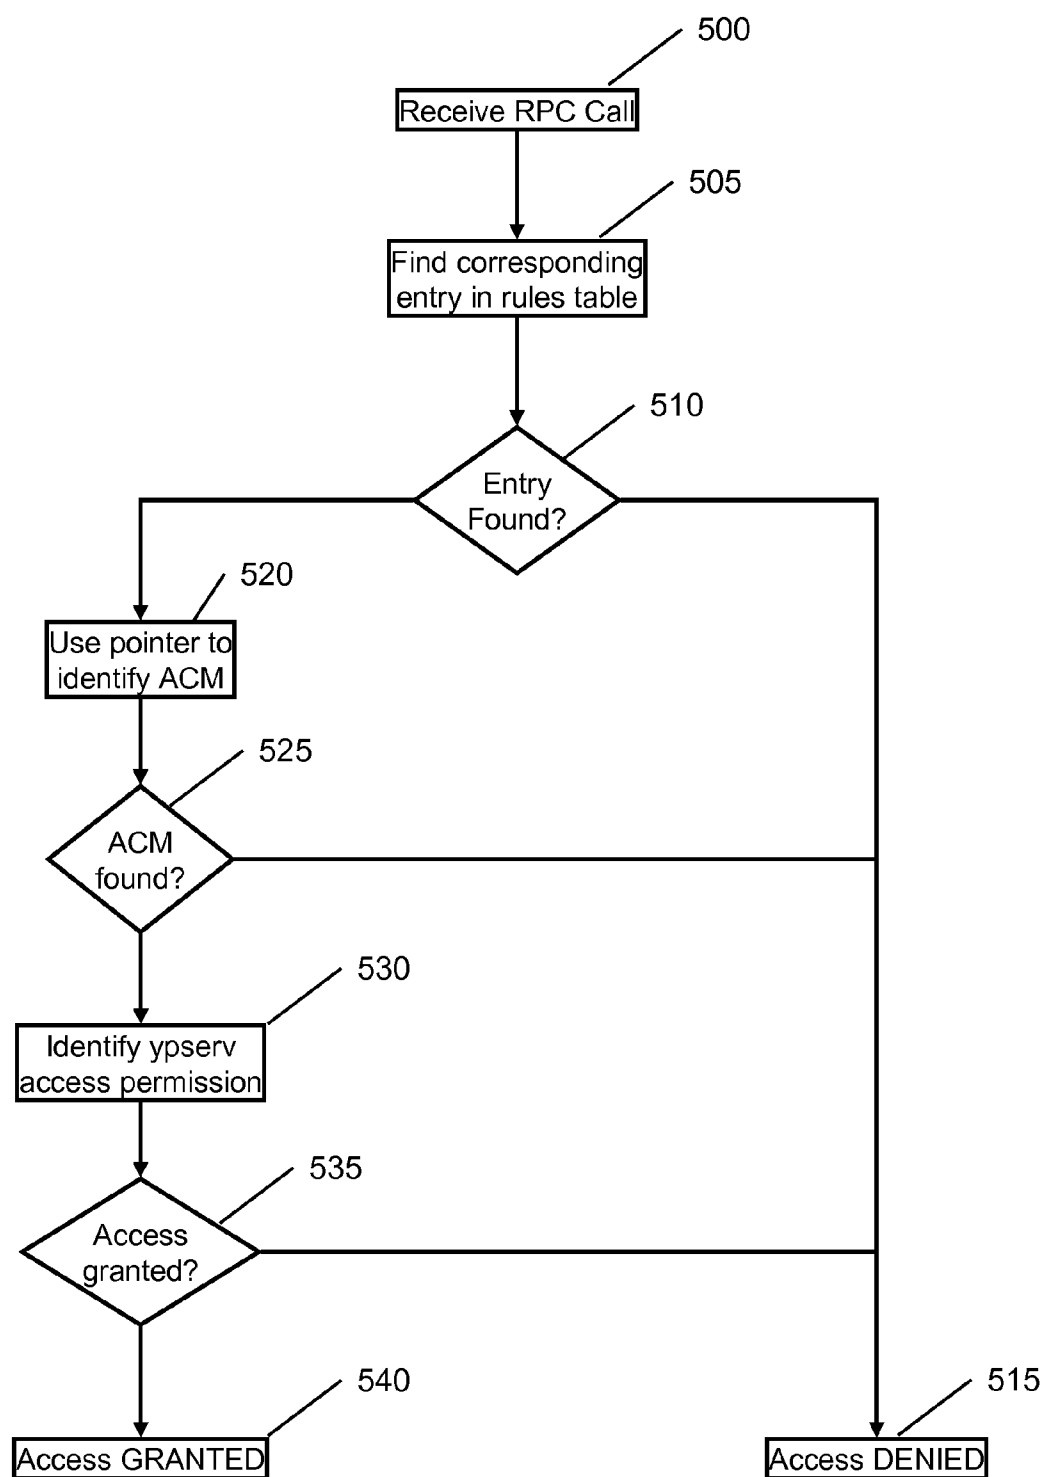 500
Receive RPC Call
505
Find corresponding
entry in rules table
510
Entry
Found?
520
Use pointer to
identify ACM
525
ACM
found?
530
Identify ypserv
access permission
535
Access
granted?
540
515
Access GRANTED
Access DENIED